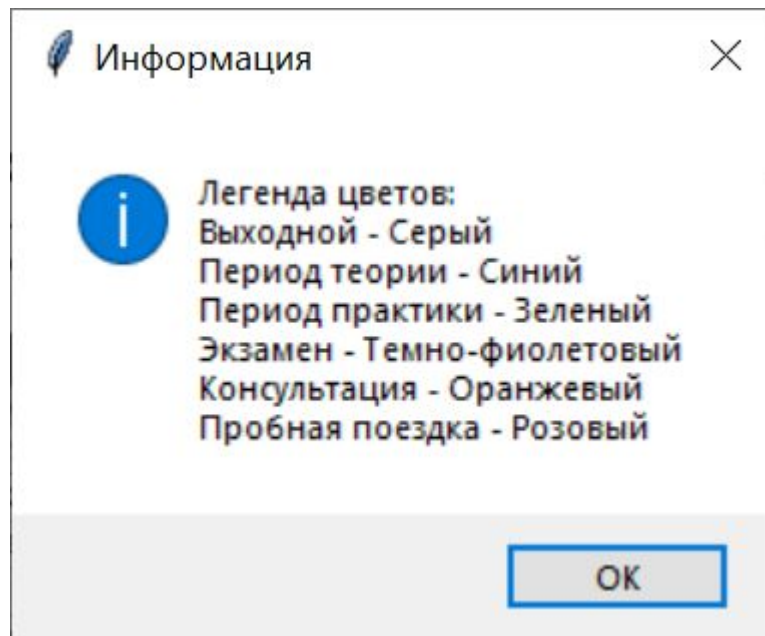 Информация
Легенда цветов:
Выходной - Серый
Период теории - Синий
Период практики - Зеленый
Экзамен - Темно-фиолетовый
Консультация - Оранжевый
Пробная поездка - Розовый
ОК